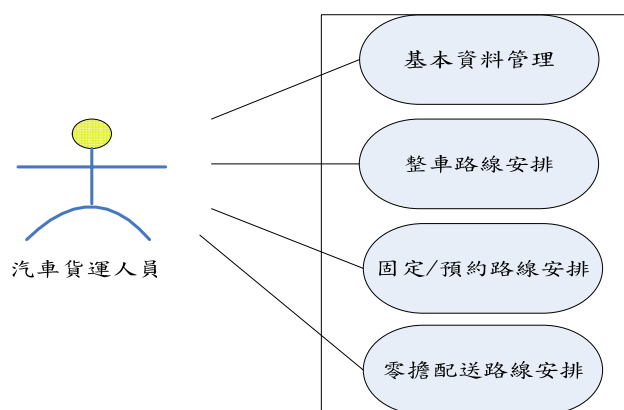 基本資料管理
整車路線安排
汽車貨運人員
固定/預約路線安排
零擔配送路線安排